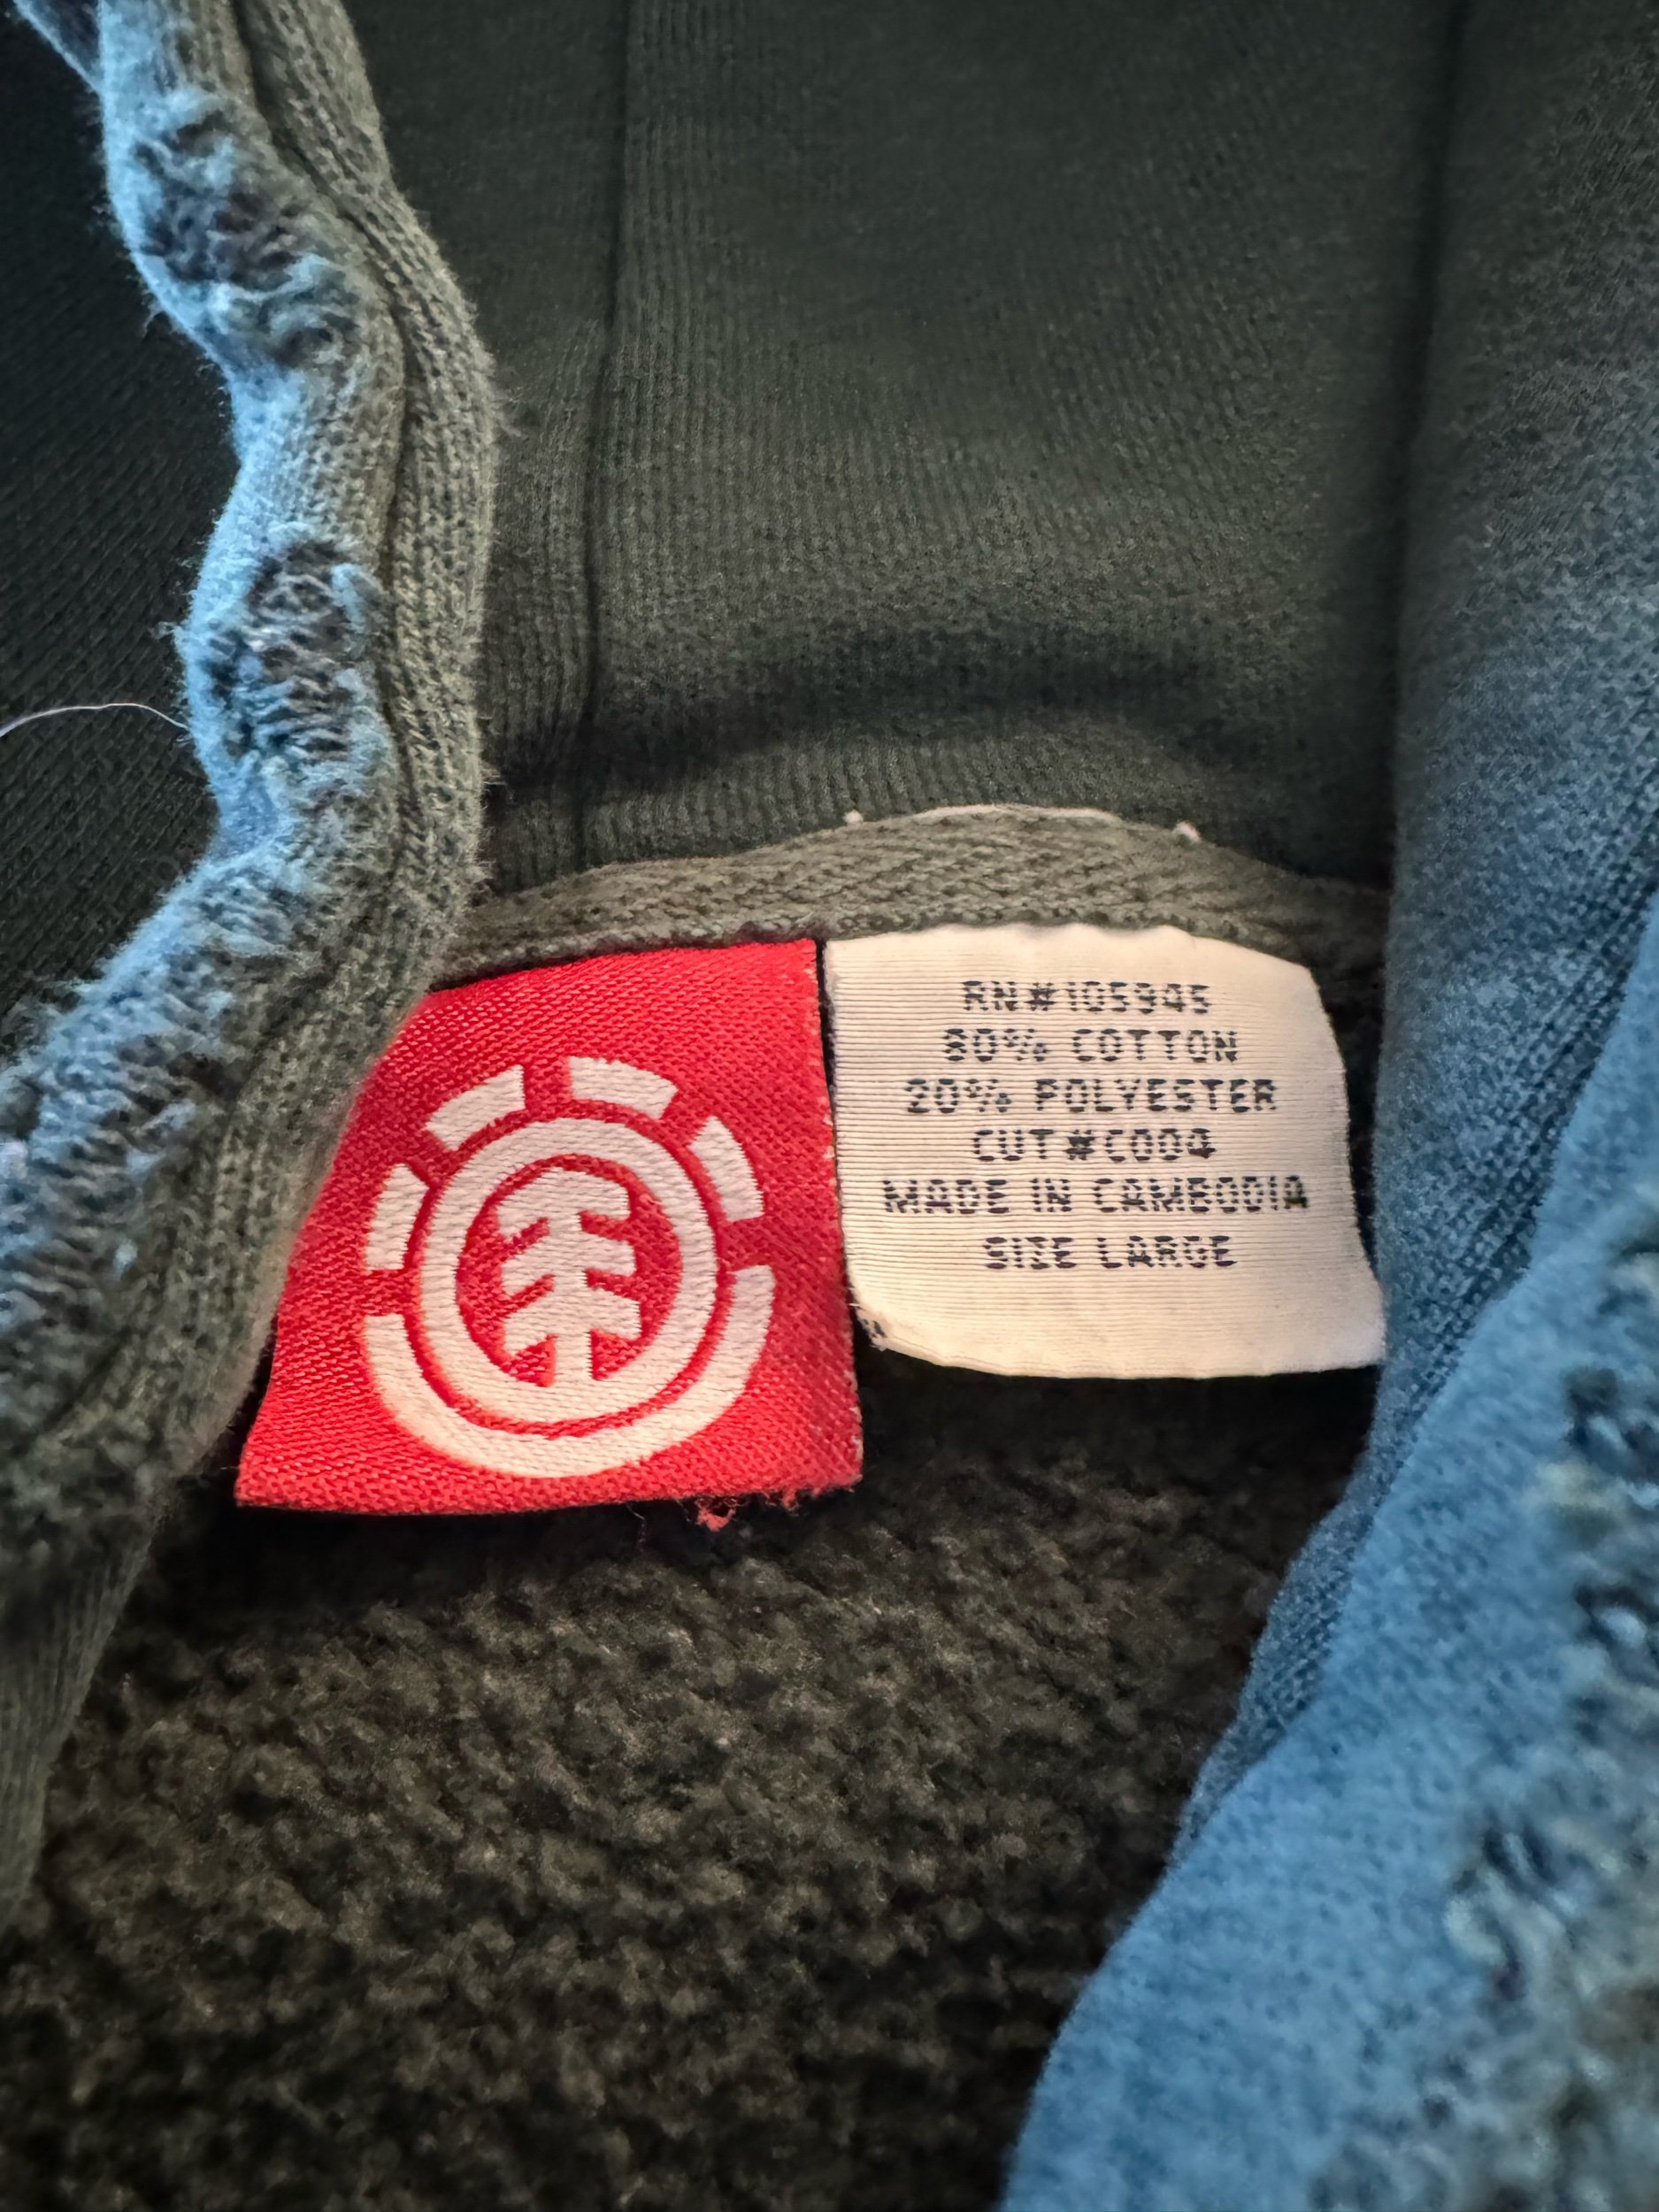 RN#105945
80% COTTON
20% POLYESTER
CUT#C004
MADE IN CAMBODIA
SIZE LARGE